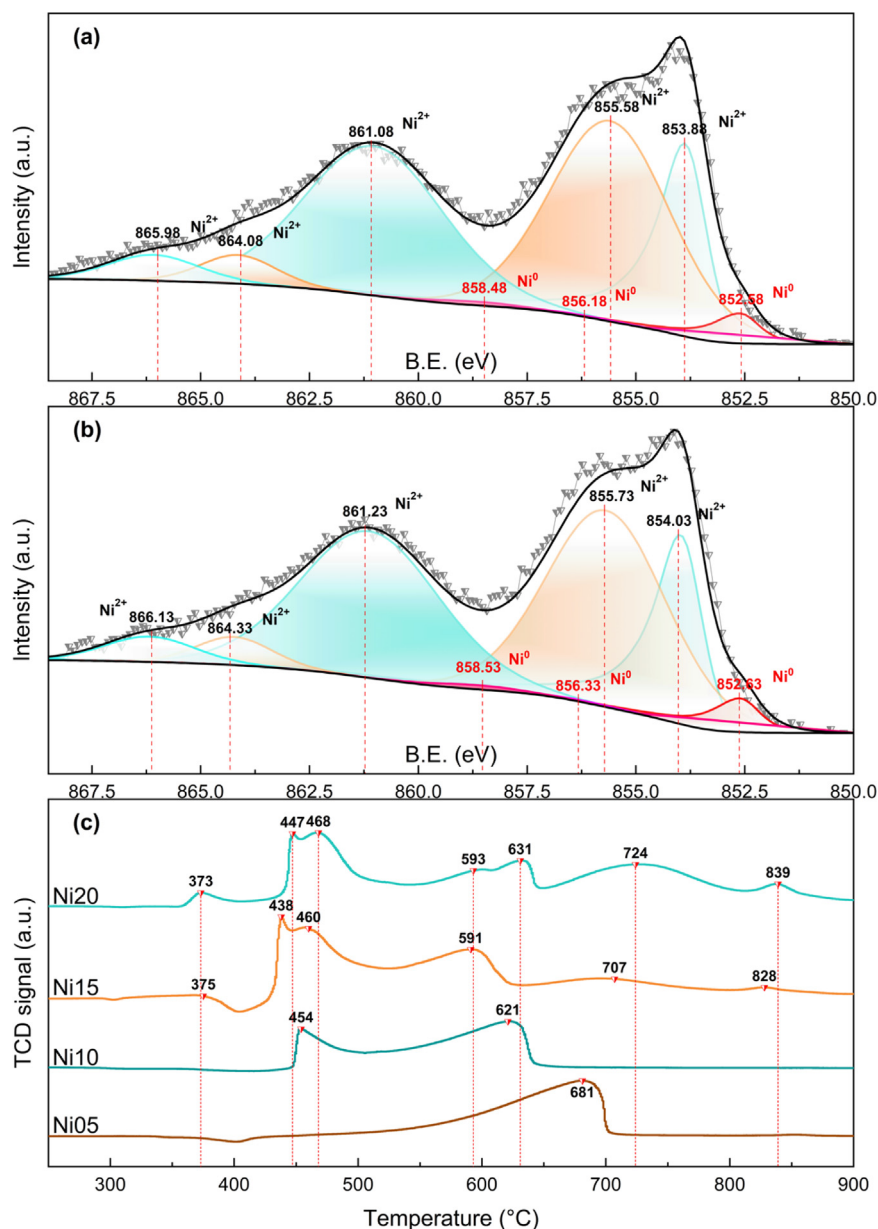 (a)
Intensity (a.u.)
865.98 Ni2+
864.08 Ni2+
861.08 Ni2+
858.48 Ni0
856.18 Ni0
855.58 Ni2+
853.88 Ni2+
852.58 Ni0
B.E. (eV)
867.5 865.0 862.5 860.0 857.5 855.0 852.5 850.0
(b)
Intensity (a.u.)
866.13 Ni2+
864.33 Ni2+
861.23 Ni2+
858.53 Ni0
856.33 Ni0
855.73 Ni2+
854.03 Ni2+
852.63 Ni0
B.E. (eV)
867.5 865.0 862.5 860.0 857.5 855.0 852.5 850.0
(c)
TCD signal (a.u.)
Ni20 373 447 468 593 631 724 839
Ni15 375 438 460 591 707 828
Ni10 454 621
Ni05 681
300 400 500 600 700 800 900
Temperature (°C)